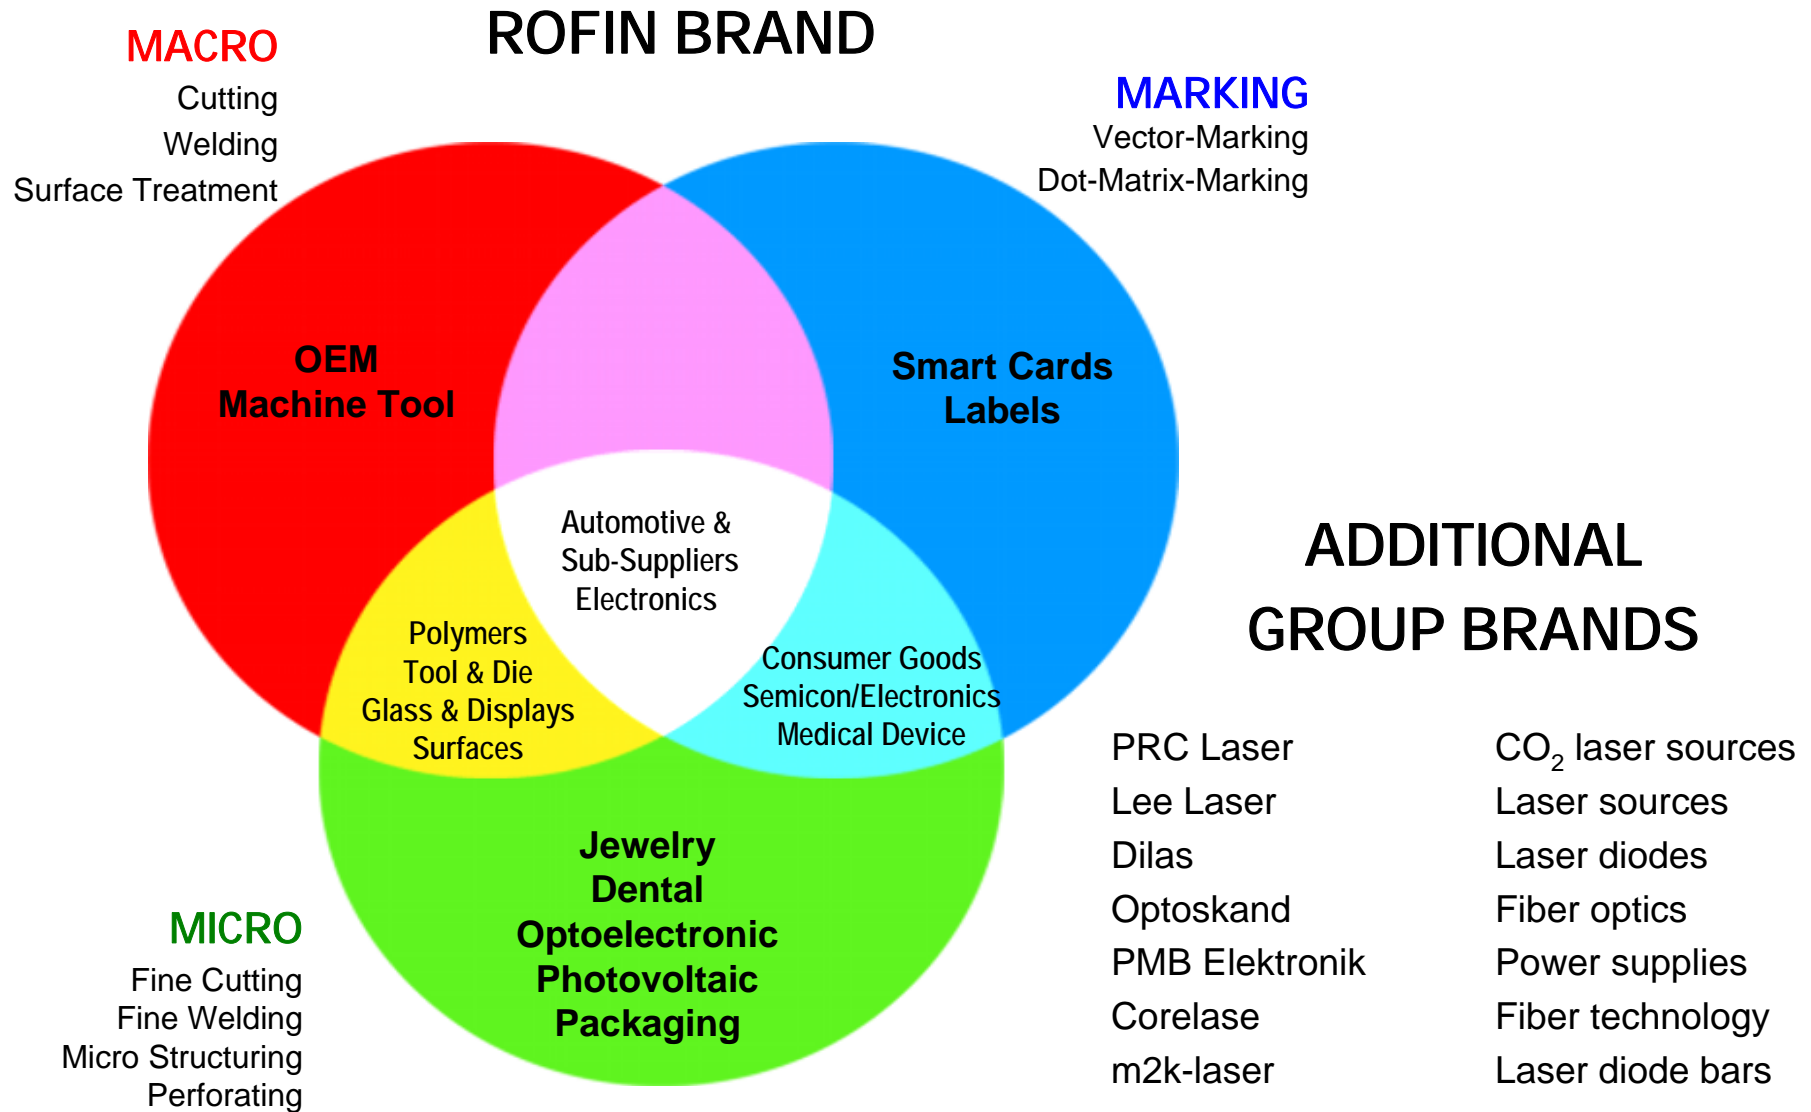 ROFIN BRAND
MACRO
Cutting
Welding
Surface Treatment
MARKING
Vector-Marking
Dot-Matrix-Marking
OEM
Machine Tool
Smart Cards
Labels
Automotive &
Sub-Suppliers
Electronics
Polymers
Tool & Die
Glass & Displays
Surfaces
Consumer Goods
Semicon/Electronics
Medical Device
Jewelry
Dental
Optoelectronic
Photovoltaic
Packaging
MICRO
Fine Cutting
Fine Welding
Micro Structuring
Perforating
ADDITIONAL
GROUP BRANDS
PRC Laser CO₂ laser sources
Lee Laser Laser sources
Dilas Laser diodes
Optoskand Fiber optics
PMB Elektronik Power supplies
Corelase Fiber technology
m2k-laser Laser diode bars